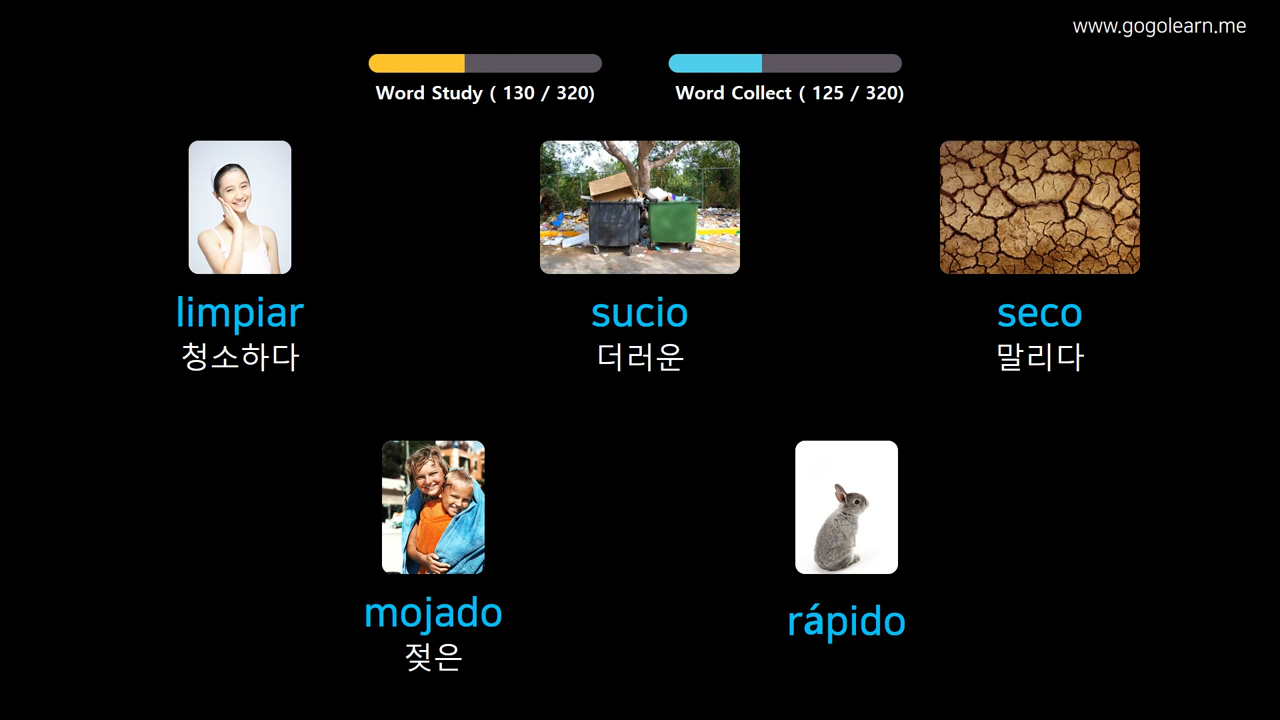 www.gogolearn.me
Word Study ( 130 / 320)
Word Collect ( 125 / 320)
limpiar
청소하다
sucio
더러운
seco
말리다
mojado
젖은
rápido